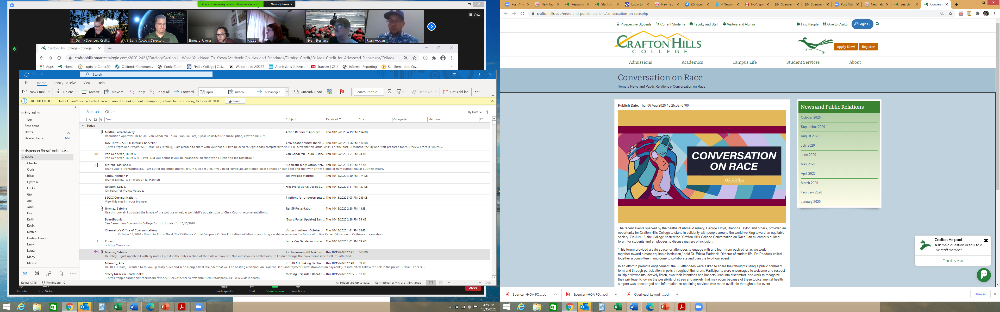 You are viewing Ernesto Rivera's screen
View Options
View
Delmy Spencer, Craft...
Larry Aycock, Director, ...
Ernesto Rivera
dbogh
Evan Sternard
Ryan Hogan
Crafton Hills College - College Cr
craftonhills.smartcatalogiq.com/2020-2021/Catalog/Section-III-What-You-Need-To-Know/Academic-Policies-and-Standards/Earning-Credit/College-Credit-for-Advanced-Placement/College-...
Apps Home Login to ConexED California Communi... ConferZoom Find a College | Cali... Welcome to ASSIST Admissions | Univer... Transfer | CSU Informer Reporting San Bernardino Co...
Search
File Home Send / Receive View Help
New Email Delete Archive Move Reply Reply All Forward Opris Kirsten To Manager Unread/ Read Search People Read Aloud Get Add-ins
PRODUCT NOTICE Outlook hasn't been activated. To keep using Outlook without interruption, activate before Tuesday, October 20, 2020. Activate
Favorites
Inbox
Sent Items
Drafts [7]
Deleted Items 668
dspencer@craftonhills.e...
Inbox
Chelita
Opris
Ideas
Cynthia
Ericka
Gio
Joe
John
Kay
Keith
Kevin
Kirsten
Kristina Hannon
Larry
Laura
Marty
Melissa
Focused Other
By Date
From Subject Received Size Categories Mention
Today
Martha Camacho-Kelly Action Required: Approve ... Thu 10/15/2020 4:19 PM 114 KB
Requisition Approval $8,125.00 Van Genderen, Laura Cranium Cafe, 1-year unlimited use subscription, Crafton Hills (7/
Jose Torres - SBCCD Interim Chancellor Accreditation Visits: Thank ... Thu 10/15/2020 3:56 PM 112 KB
<https://rgrp.app/2Wykt2W> Dear SBCCD family, I am pleased to share with you that our two beloved colleges today completed their ACCJC accreditation virtual visits. For the past 18 months, faculty and staff prepared for this review process, which ...
Van Genderen, Laura L. Van Genderen, Laura L. sen... Thu 10/15/2020 3:51 PM 24 KB
Van Genderen, Laura L. 5:12 PM: Did you decide if you are having the meeting with Kirsten and Joe tomorrow?
Moreno, Mariana B. Automatic reply: Action Net... Thu 10/15/2020 3:43 PM 47 KB
Thank you for contacting me. I am out of the office and will return October 21st. If you need immediate assistance, please knock on our door and chat with either Brandi or Haly during regular business hours.
Sandy, Hannah P. RE: Pyramed Statistics Thu 10/15/2020 3:30 PM 174 KB
Thanks Delmy. We'll work on it. Hannah
Newton, Kelly J. Free Professional Develop... Thu 10/15/2020 3:11 PM 137 KB
On behalf of Violeta Vasquez
SSCCC Communications 7 Actions for Undocumente... Thu 10/15/2020 3:08 PM 248 KB
View this email in your browser
Jimenez, Sabrina Re: GP Presentation Thu 10/15/2020 2:28 PM 1 MB
Use this one all! I updated the image of the website wheel, as per Kristi's updates due to Chair Council recommendations.
BoardBookit [Board Portal Updates] San ... Thu 10/15/2020 2:28 PM 79 KB
San Bernardino Community College District Updates for 10/15/2020
Chancellor's Office of Communications Vision in Action - October ... Thu 10/15/2020 1:41 PM 6 MB
October 15, 2020 – Vision in Action No. 4 The California Virtual Campus – Online Education Initiative is launching a webinar series on the future of online Career Education in California. Learn about ...
Zoom Laura Van Genderen invites... Thu 10/15/2020 1:01 PM 89 KB
<https://zoom.us>
Jimenez, Sabrina Re: Tomorrows GP Taskforc... Thu 10/15/2020 12:41 ... 863 KB
Hi Delmy, I just updated it with my notes. I put it in the notes section of the slide we covered. Not sure if you need that info, so I didn't change the PowerPoint slide itself. It's attached.
Manning, Alex RE: SBCCD: Taking electro... Thu 10/15/2020 12:40 ... 89 KB
Hi SBCCD Team, I wanted to follow-up really quick and send along a final reminder that we'll be hosting a webinar on Payment Plans and Payment Forms (Non-tuition payments). If interested, follow the link in the previous email. Cheers,...
Stacey Nikac via BoardBookit Meeting Reminder: Board S... Thu 10/15/2020 12:05 ... 57 KB
<https://app.boardbookit.com/Redirect/Index?user=dspencer@craftonhills.edu&company=4416&key=dashboard>
Items: 4,745 Reminders: 10 All folders are up to date. Connected to: Microsoft Exchange 100%
Unmute Stop Video Participants Chat Share Screen Reactions Leave
4:55 PM
10/15/2020
Post Atte New Tab Resource Starfish Login to New Tab (2) Faceb 4 Networ HOA Spe Spencer Spencer Post Atte New Tab Search Conversa
craftonhills.edu/news-and-public-relations/conversation-on-race.php
Prospective Students Current Students Faculty and Staff Visitors and Alumni Find People Give to Crafton Logins
CRAFTON HILLS
COLLEGE
Apply Now! Register
Admissions Academics Campus Life Student Services About
Conversation on Race
Home » News and Public Relations » Conversation on Race
Publish Date: Thu, 06 Aug 2020 15:25:32 -0700
CONVERSATION
ON RACE
CRAFTON HILLS
The recent events sparked by the deaths of Ahmaud Arbery, George Floyd, Breonna Taylor, and others, provided an
opportunity for Crafton Hills College to stand in solidarity with people around the world working toward an equitable
society. On July 16, the College hosted the “Crafton Hills College Conversation on Race,” an all-campus guided
forum for students and employees to discuss matters of inclusion.
“This forum provided a safe space for attendees to engage with and learn from each other as we work
together toward a more equitable institution,” said Dr. Ericka Paddock, Director of student life. Dr. Paddock called
together a committee in mid-June to collaborate and plan the two-hour event.
In an effort to promote engagement, the 69 attendees were asked to share their thoughts using a public comment
form and through participation in polls throughout the forum. Participants were encouraged to welcome and respect
multiple viewpoints, actively listen, own their intentions and impacts, lean into discomfort, and work to recognize
their privilege. Knowing the possibility of stress and anxiety that may occur because of these topics, mental health
support was encouraged and information on obtaining services was made available throughout the event.
News and Public Relations
October 2020
September 2020
August 2020
July 2020
June 2020
May 2020
April 2020
March 2020
February 2020
January 2020
Crafton Helpbot
Ask me a question or talk to a
live staff member.
Chat Now
Spencer -HOA FO....pdf Spencer -HOA FO....pdf Overhead_Layout_....pdf Show all